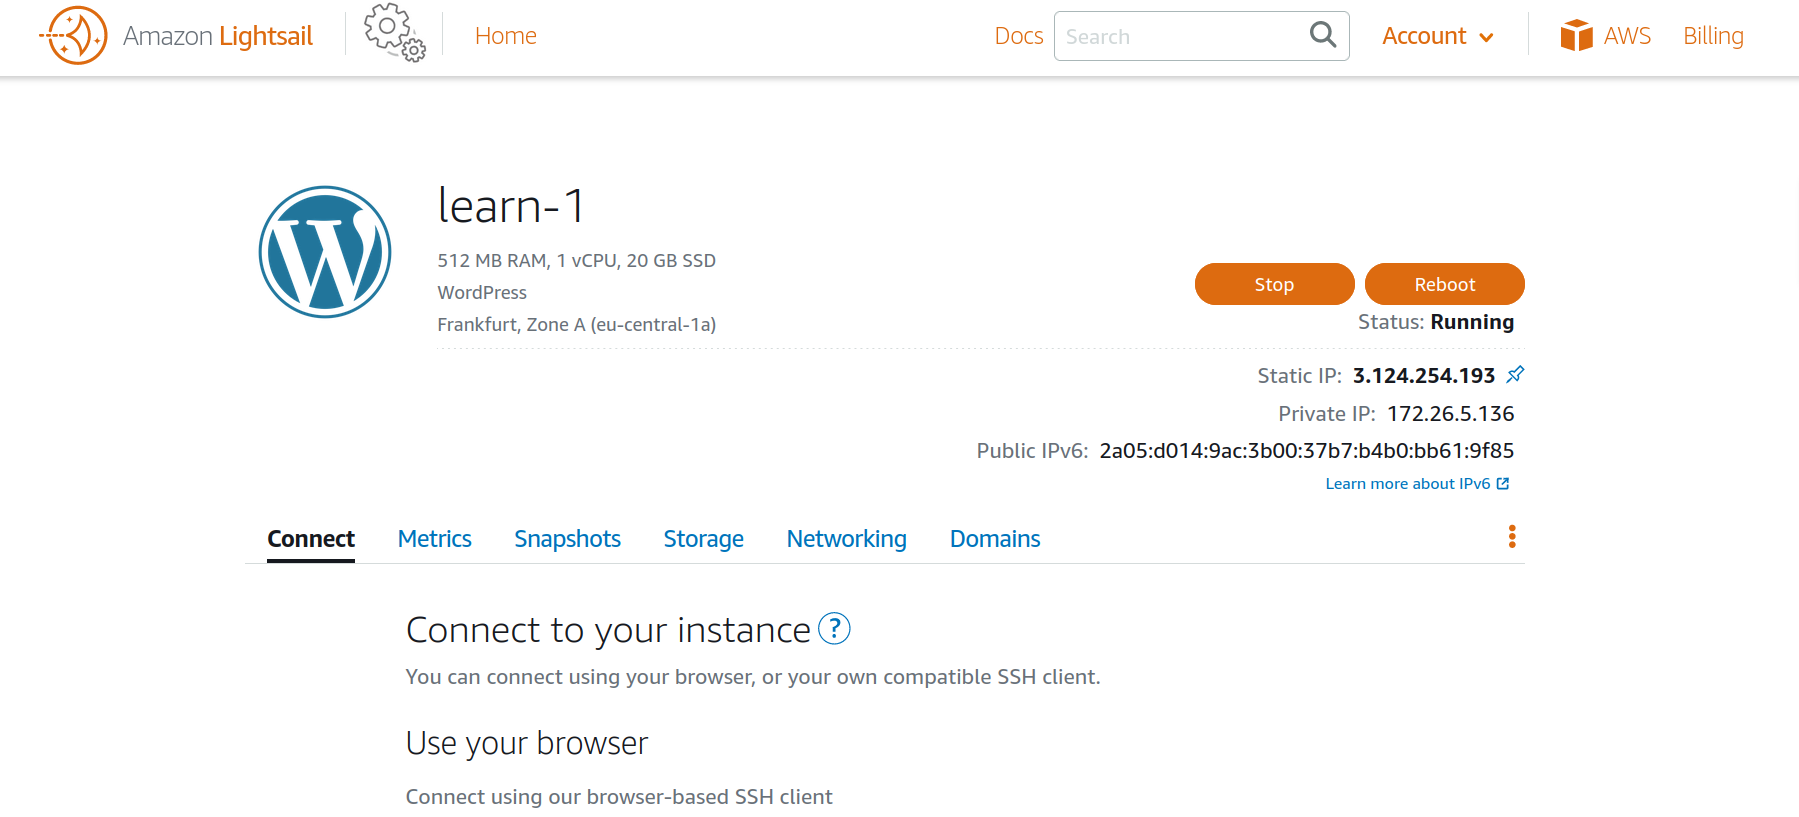 Amazon Lightsail Home Docs Search Account AWS Billing
learn-1
512 MB RAM, 1 vCPU, 20 GB SSD
WordPress
Frankfurt, Zone A (eu-central-1a)
Stop Reboot
Status: Running
Static IP: 3.124.254.193
Private IP: 172.26.5.136
Public IPv6: 2a05:d014:9ac:3b00:37b7:b4b0:bb61:9f85
Learn more about IPv6
Connect Metrics Snapshots Storage Networking Domains
Connect to your instance ?
You can connect using your browser, or your own compatible SSH client.
Use your browser
Connect using our browser-based SSH client